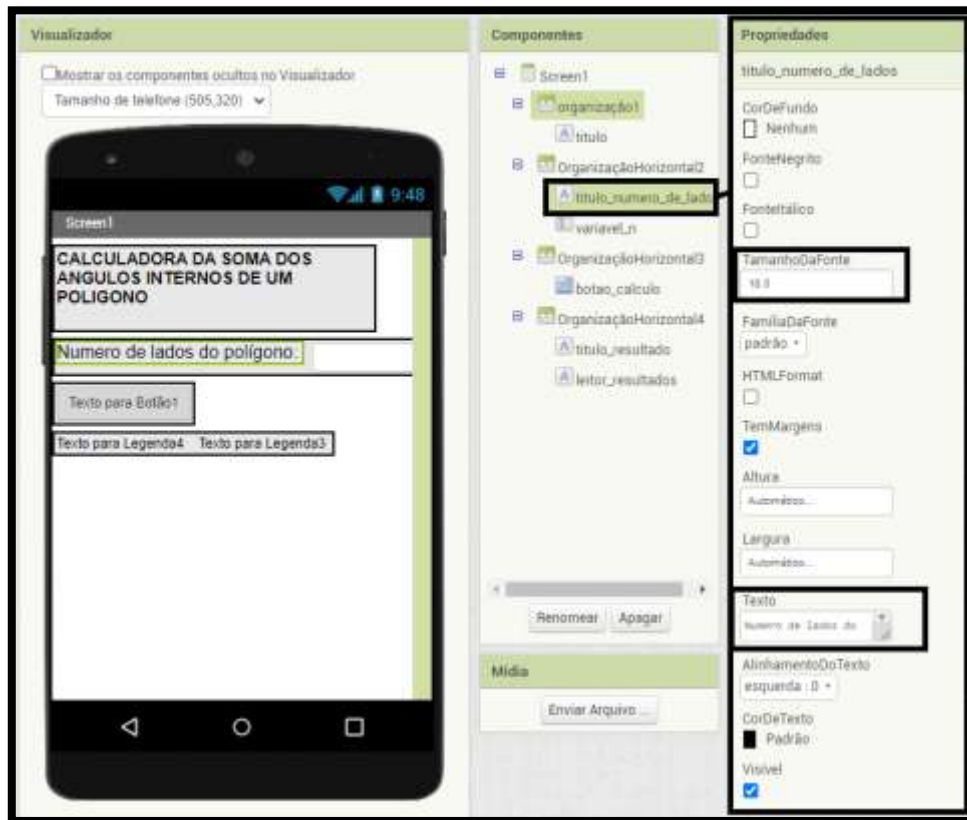 Visualizador
Mostrar os componentes ocultos no Visualizador
Tamanho de telefone (505,320)
9:48
Screen1
CALCULADORA DA SOMA DOS
ANGULOS INTERNOS DE UM
POLIGONO
Numero de lados do polígono:
Texto para Botão1
Texto para Legenda4 Texto para Legenda3
Componentes
Screen1
organização1
titulo
OrganizaçãoHorizontal2
titulo_numero_de_lado
variavel_n
OrganizaçãoHorizontal3
botao_calculo
OrganizaçãoHorizontal4
titulo_resultado
leitor_resultados
Renomear Apagar
Mídia
Enviar Arquivo ...
Propriedades
titulo_numero_de_lados
CorDeFundo
Nenhum
FonteNegrito
FonteItálico
TamanhoDaFonte
FamíliaDaFonte
padrão
HTMLFormat
TemMargens
Altura
Automático...
Largura
Automático...
Texto
Numero de lados do
AlinhamentoDoTexto
esquerda : 0
CorDeTexto
Padrão
Visível